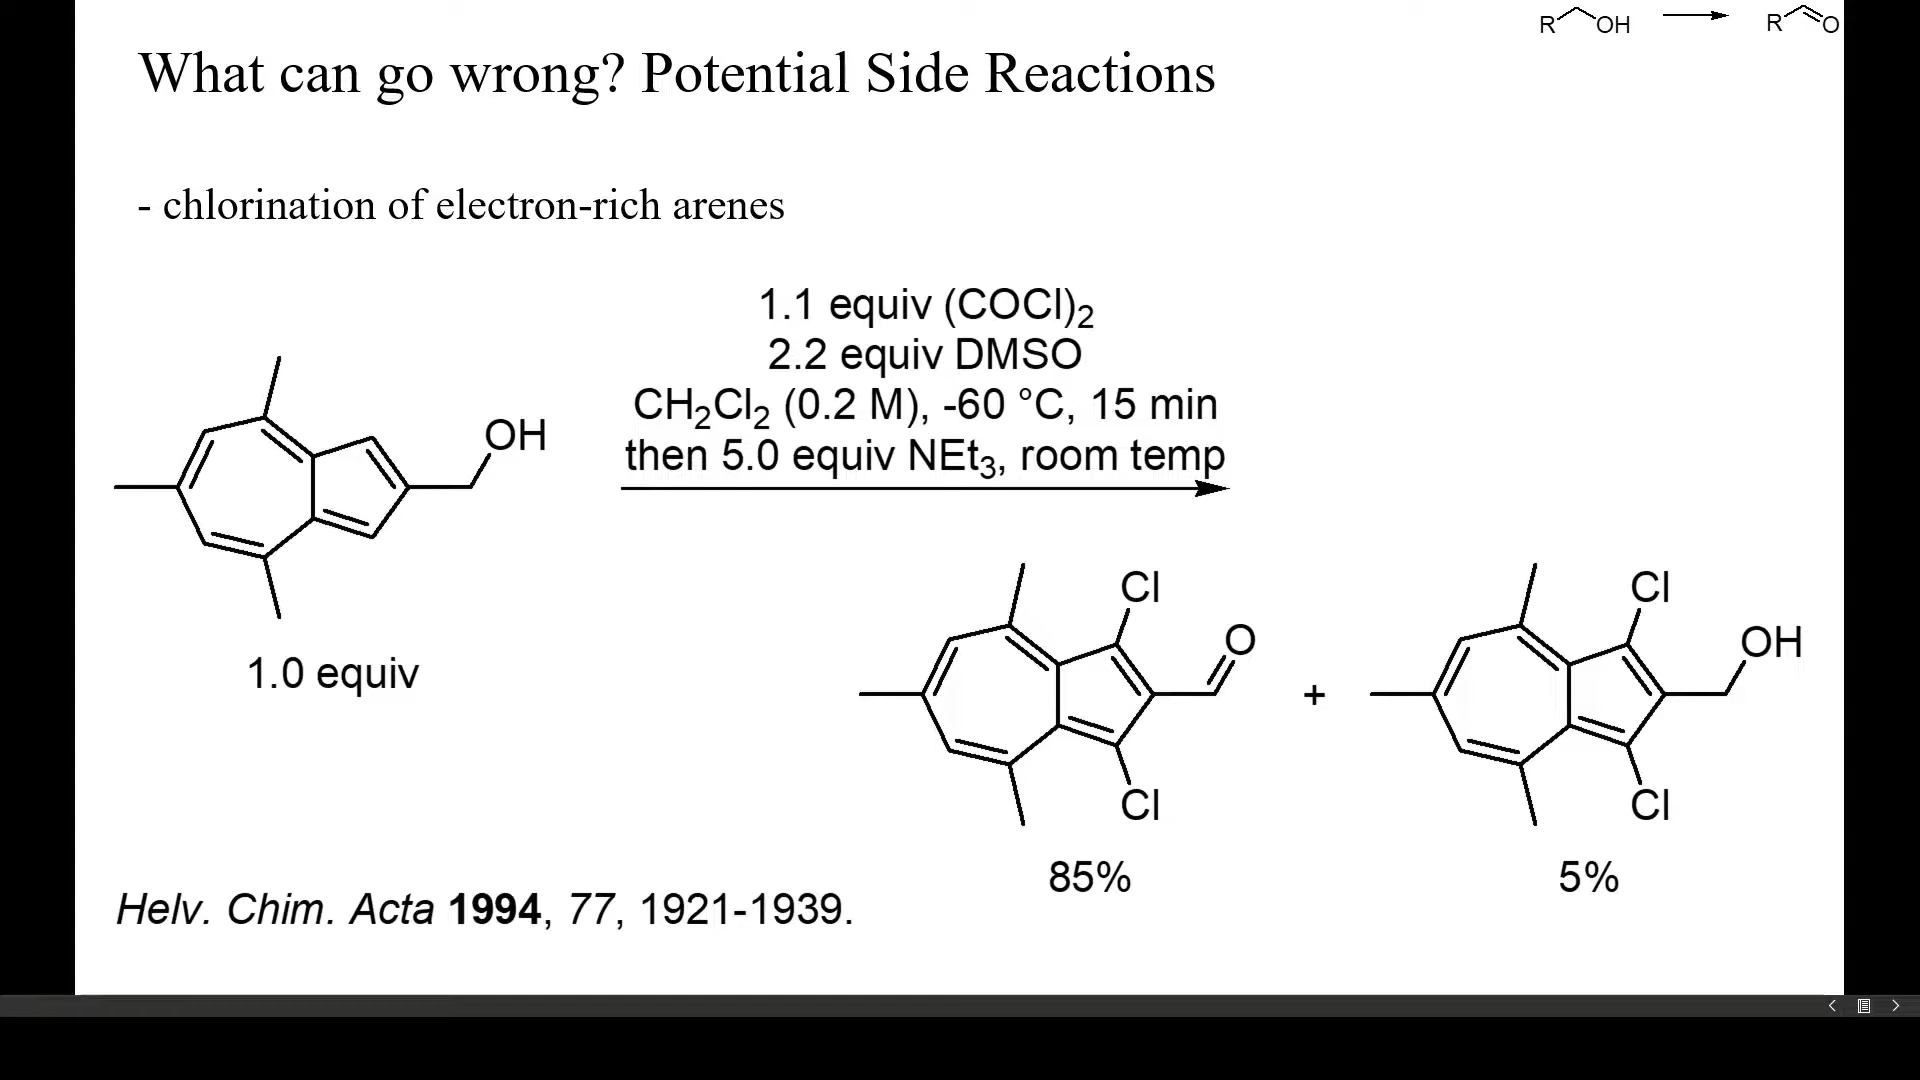 R OH R O
What can go wrong? Potential Side Reactions
- chlorination of electron-rich arenes
1.1 equiv (COCl)₂
2.2 equiv DMSO
CH₂Cl₂ (0.2 M), -60 °C, 15 min
then 5.0 equiv NEt₃, room temp
OH
1.0 equiv
Cl
O
Cl
85%
+
Cl
OH
Cl
5%
Helv. Chim. Acta 1994, 77, 1921-1939.